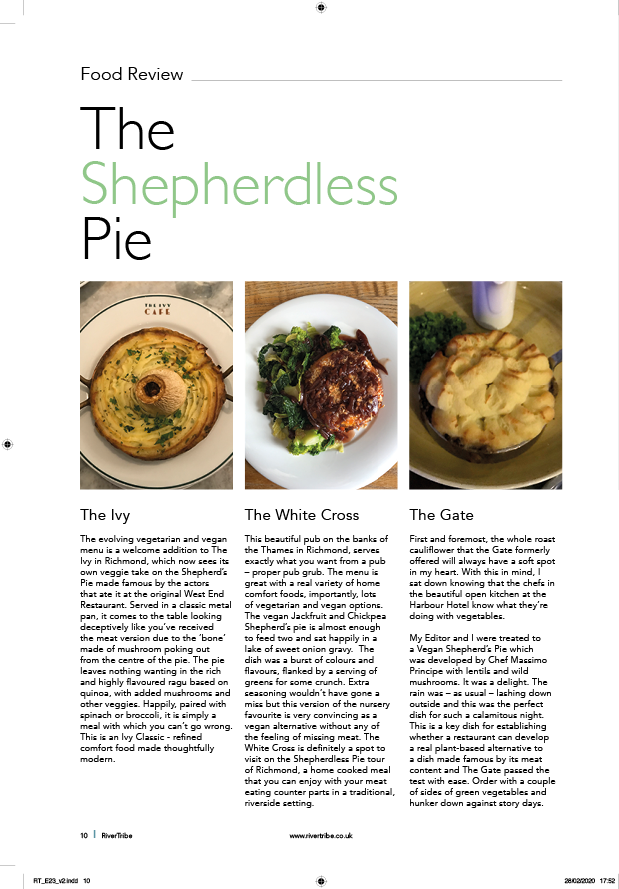 Food Review
The
Shepherdless
Pie
THE IVY
CAFE
The Ivy
The evolving vegetarian and vegan
menu is a welcome addition to The
Ivy in Richmond, which now sees its
own veggie take on the Shepherd's
Pie made famous by the actors
that ate it at the original West End
Restaurant. Served in a classic metal
pan, it comes to the table looking
deceptively like you've received
the meat version due to the 'bone'
made of mushroom poking out
from the centre of the pie. The pie
leaves nothing wanting in the rich
and highly flavoured ragu based on
quinoa, with added mushrooms and
other veggies. Happily, paired with
spinach or broccoli, it is simply a
meal with which you can't go wrong.
This is an Ivy Classic - refined
comfort food made thoughtfully
modern.
The White Cross
This beautiful pub on the banks of
the Thames in Richmond, serves
exactly what you want from a pub
– proper pub grub. The menu is
great with a real variety of home
comfort foods, importantly, lots
of vegetarian and vegan options.
The vegan Jackfruit and Chickpea
Shepherd's pie is almost enough
to feed two and sat happily in a
lake of sweet onion gravy. The
dish was a burst of colours and
flavours, flanked by a serving of
greens for some crunch. Extra
seasoning wouldn't have gone a
miss but this version of the nursery
favourite is very convincing as a
vegan alternative without any of
the feeling of missing meat. The
White Cross is definitely a spot to
visit on the Shepherdless Pie tour
of Richmond, a home cooked meal
that you can enjoy with your meat
eating counter parts in a traditional,
riverside setting.
The Gate
First and foremost, the whole roast
cauliflower that the Gate formerly
offered will always have a soft spot
in my heart. With this in mind, I
sat down knowing that the chefs in
the beautiful open kitchen at the
Harbour Hotel know what they're
doing with vegetables.
My Editor and I were treated to
a Vegan Shepherd's Pie which
was developed by Chef Massimo
Principe with lentils and wild
mushrooms. It was a delight. The
rain was – as usual – lashing down
outside and this was the perfect
dish for such a calamitous night.
This is a key dish for establishing
whether a restaurant can develop
a real plant-based alternative to
a dish made famous by its meat
content and The Gate passed the
test with ease. Order with a couple
of sides of green vegetables and
hunker down against story days.
10 | RiverTribe
www.rivertribe.co.uk
RT_E23_v2.indd 10
28/02/2020 17:52